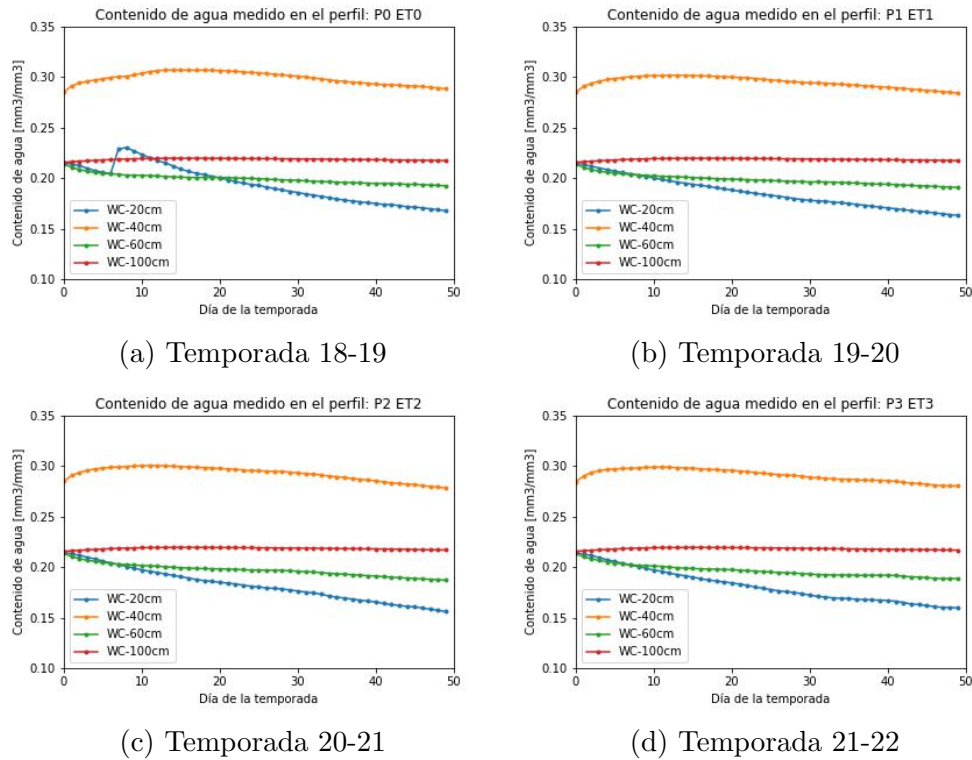 Contenido de agua medido en el perfil: P0 ET0
0.35
0.30
0.25
0.20
0.15
0.10
Contenido de agua [mm3/mm3]
WC-20cm
WC-40cm
WC-60cm
WC-100cm
0 10 20 30 40 50
Día de la temporada
(a) Temporada 18-19
Contenido de agua medido en el perfil: P1 ET1
0.35
0.30
0.25
0.20
0.15
0.10
Contenido de agua [mm3/mm3]
WC-20cm
WC-40cm
WC-60cm
WC-100cm
0 10 20 30 40 50
Día de la temporada
(b) Temporada 19-20
Contenido de agua medido en el perfil: P2 ET2
0.35
0.30
0.25
0.20
0.15
0.10
Contenido de agua [mm3/mm3]
WC-20cm
WC-40cm
WC-60cm
WC-100cm
0 10 20 30 40 50
Día de la temporada
(c) Temporada 20-21
Contenido de agua medido en el perfil: P3 ET3
0.35
0.30
0.25
0.20
0.15
0.10
Contenido de agua [mm3/mm3]
WC-20cm
WC-40cm
WC-60cm
WC-100cm
0 10 20 30 40 50
Día de la temporada
(d) Temporada 21-22